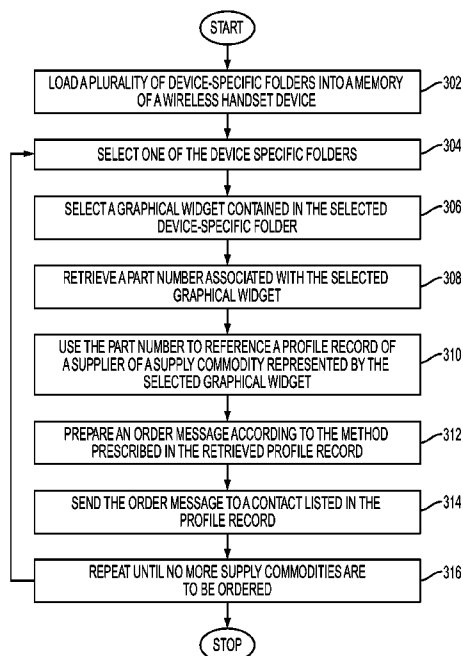 START
LOAD A PLURALITY OF DEVICE-SPECIFIC FOLDERS INTO A MEMORY
OF A WIRELESS HANDSET DEVICE
302
SELECT ONE OF THE DEVICE SPECIFIC FOLDERS
304
SELECT A GRAPHICAL WIDGET CONTAINED IN THE SELECTED
DEVICE-SPECIFIC FOLDER
306
RETRIEVE A PART NUMBER ASSOCIATED WITH THE SELECTED
GRAPHICAL WIDGET
308
USE THE PART NUMBER TO REFERENCE A PROFILE RECORD OF
A SUPPLIER OF A SUPPLY COMMODITY REPRESENTED BY THE
SELECTED GRAPHICAL WIDGET
310
PREPARE AN ORDER MESSAGE ACCORDING TO THE METHOD
PRESCRIBED IN THE RETRIEVED PROFILE RECORD
312
SEND THE ORDER MESSAGE TO A CONTACT LISTED IN THE
PROFILE RECORD
314
REPEAT UNTIL NO MORE SUPPLY COMMODITIES ARE
TO BE ORDERED
316
STOP